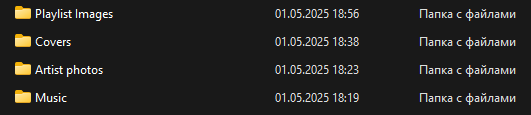 Playlist Images 01.05.2025 18:56 Папка с файлами
Covers 01.05.2025 18:38 Папка с файлами
Artist photos 01.05.2025 18:23 Папка с файлами
Music 01.05.2025 18:19 Папка с файлами